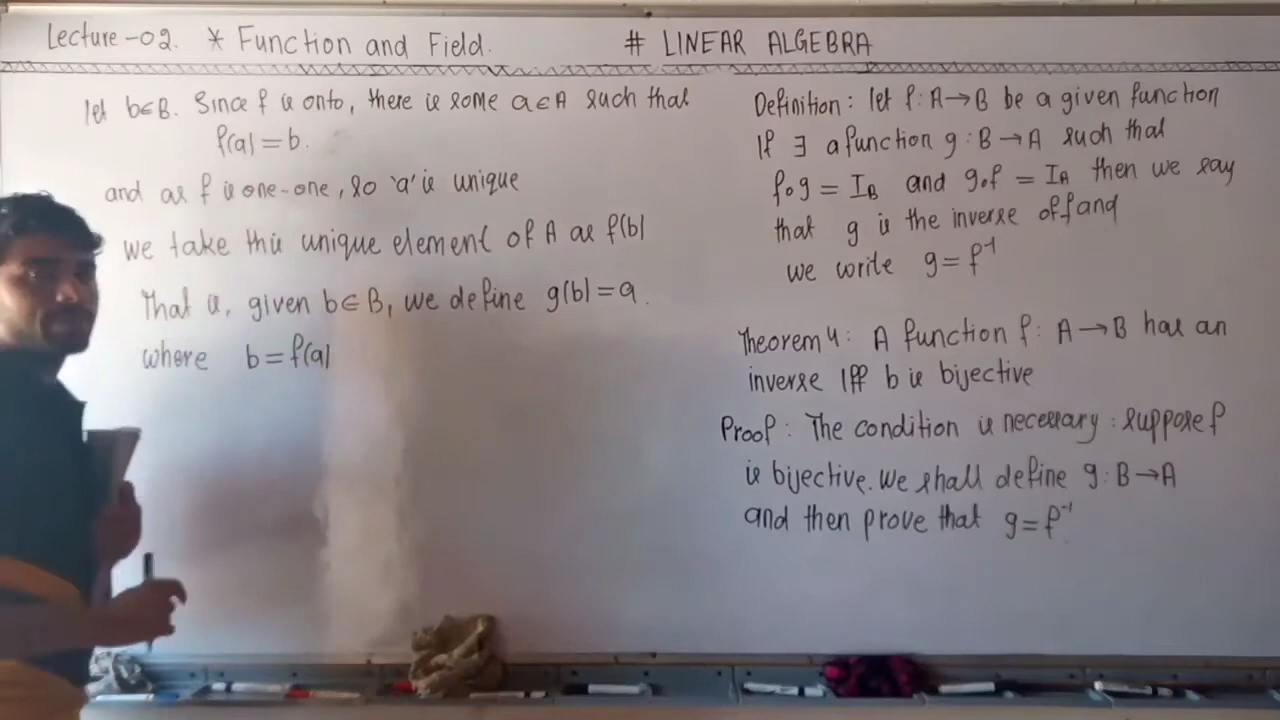 Lecture-02. * Function and Field. # LINEAR ALGEBRA
let b∈B. Since f is onto, there is some a∈A such that
f(a) = b.
and as f is one-one, so 'a' is unique
we take this unique element of A as f(b)
That is, given b∈B, we define g(b) = a.
where b = f(a)
Definition: let f: A→B be a given function
If ∃ a function g: B→A such that
f∘g = I_B and g∘f = I_A then we say
that g is the inverse of f and
we write g = f⁻¹
Theorem 4: A function f: A→B has an
inverse Iff b is bijective
Proof: The condition is necessary: suppose f
is bijective. We shall define g: B→A
and then prove that g = f⁻¹